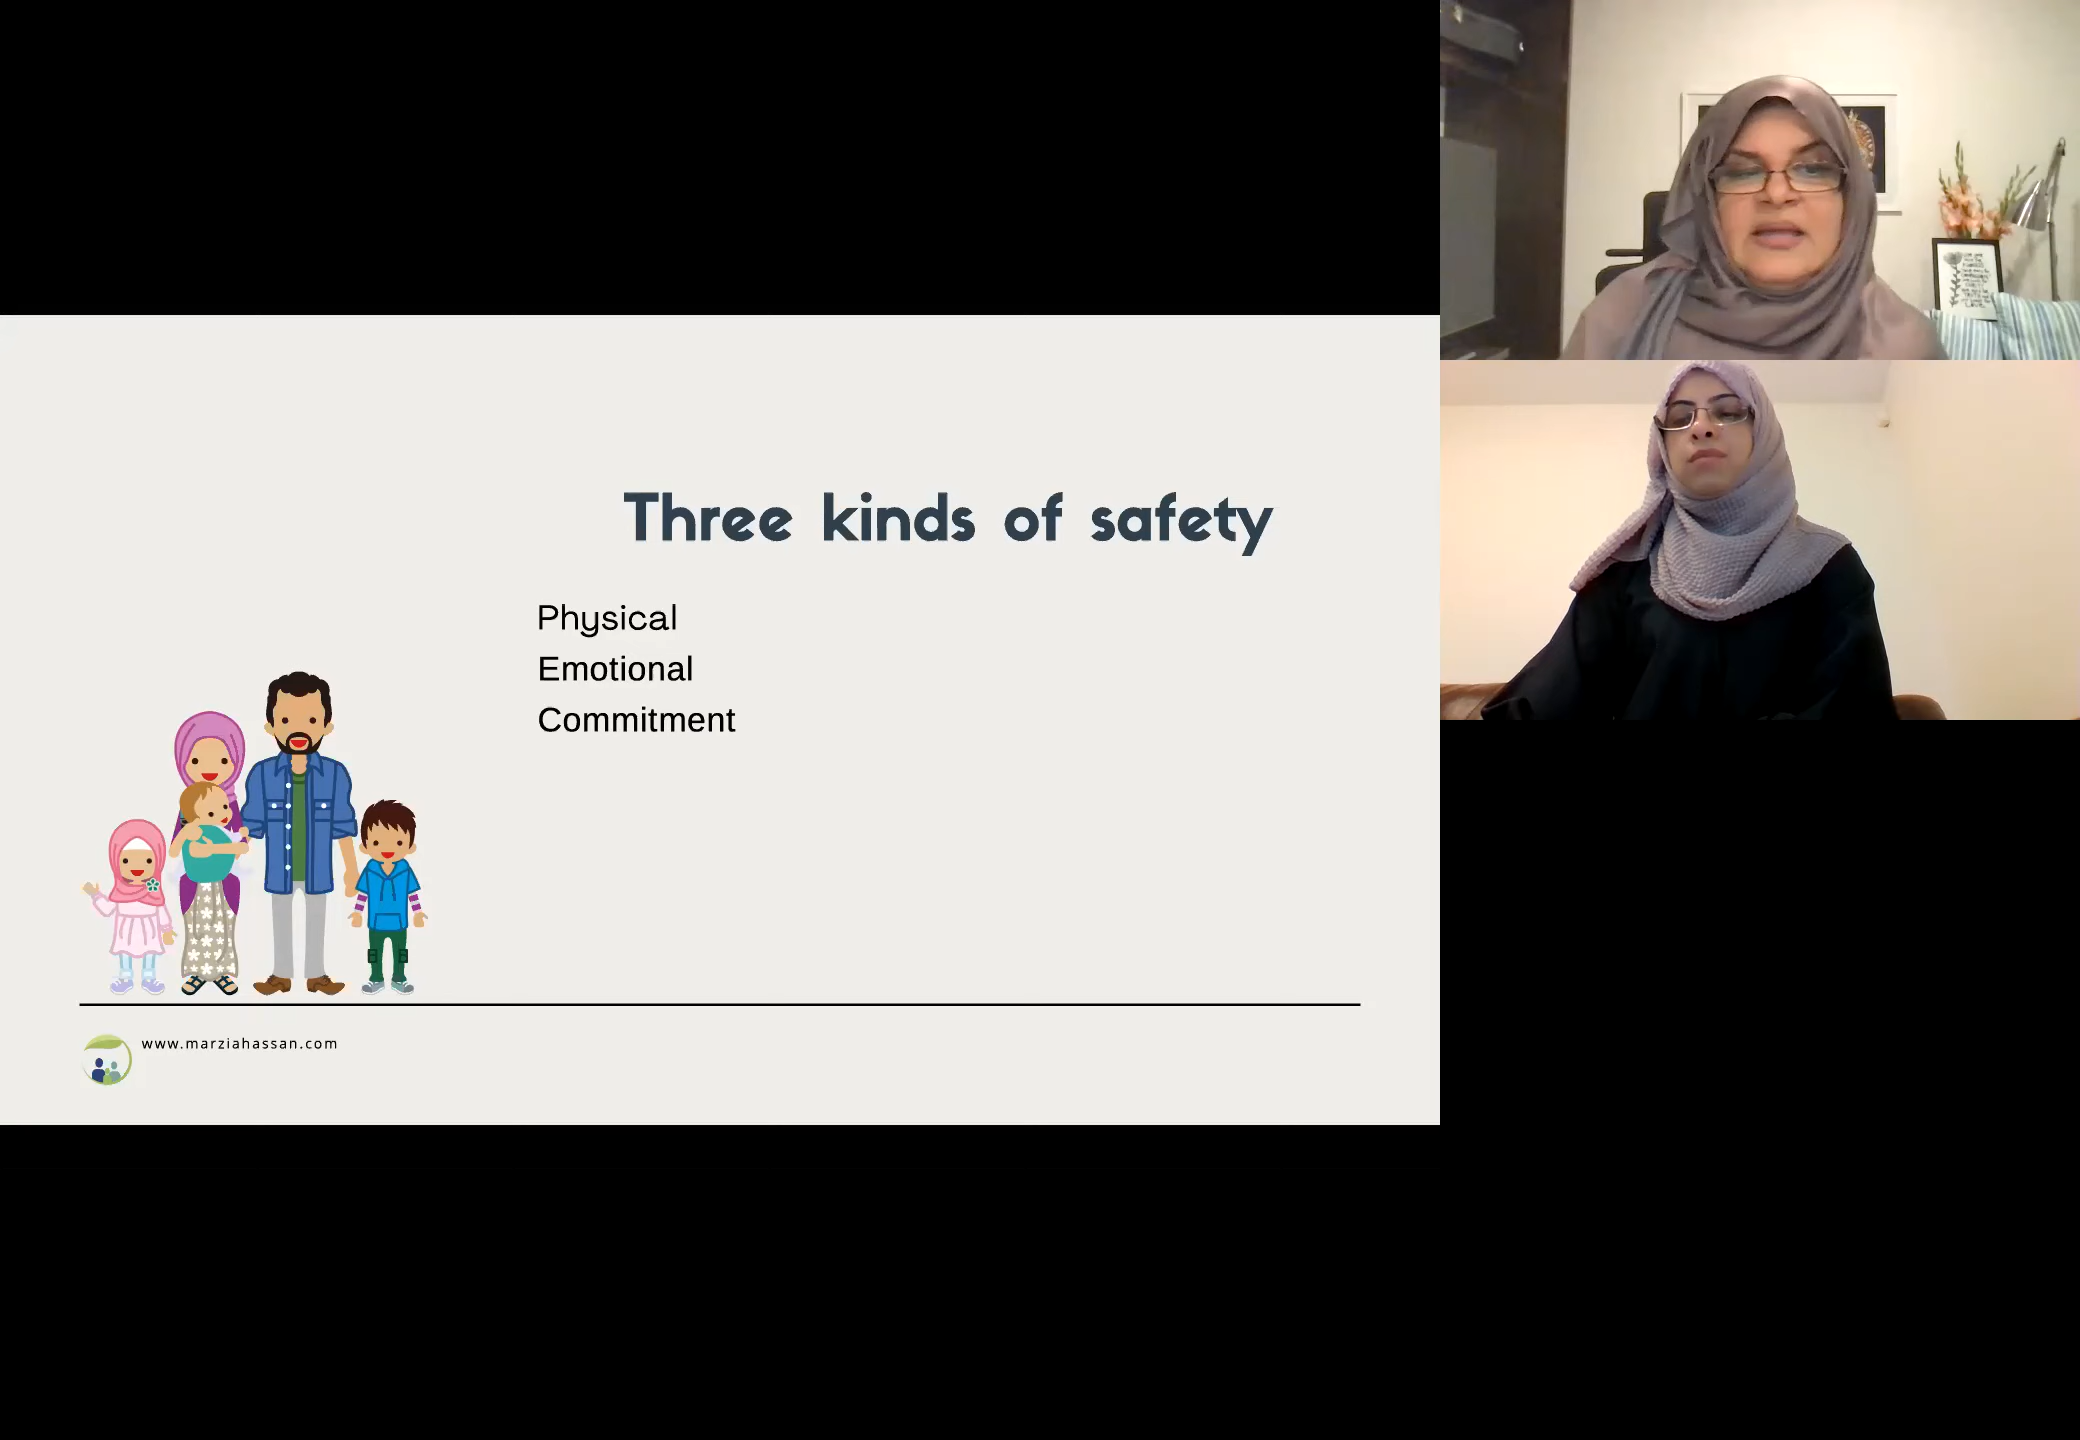 Three kinds of safety
Physical
Emotional
Commitment
www.marziahassan.com